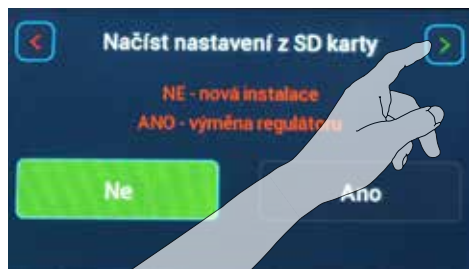 Načíst nastavení z SD karty
NE - nová instalace
ANO - výměna regulátoru
Ne
Ano